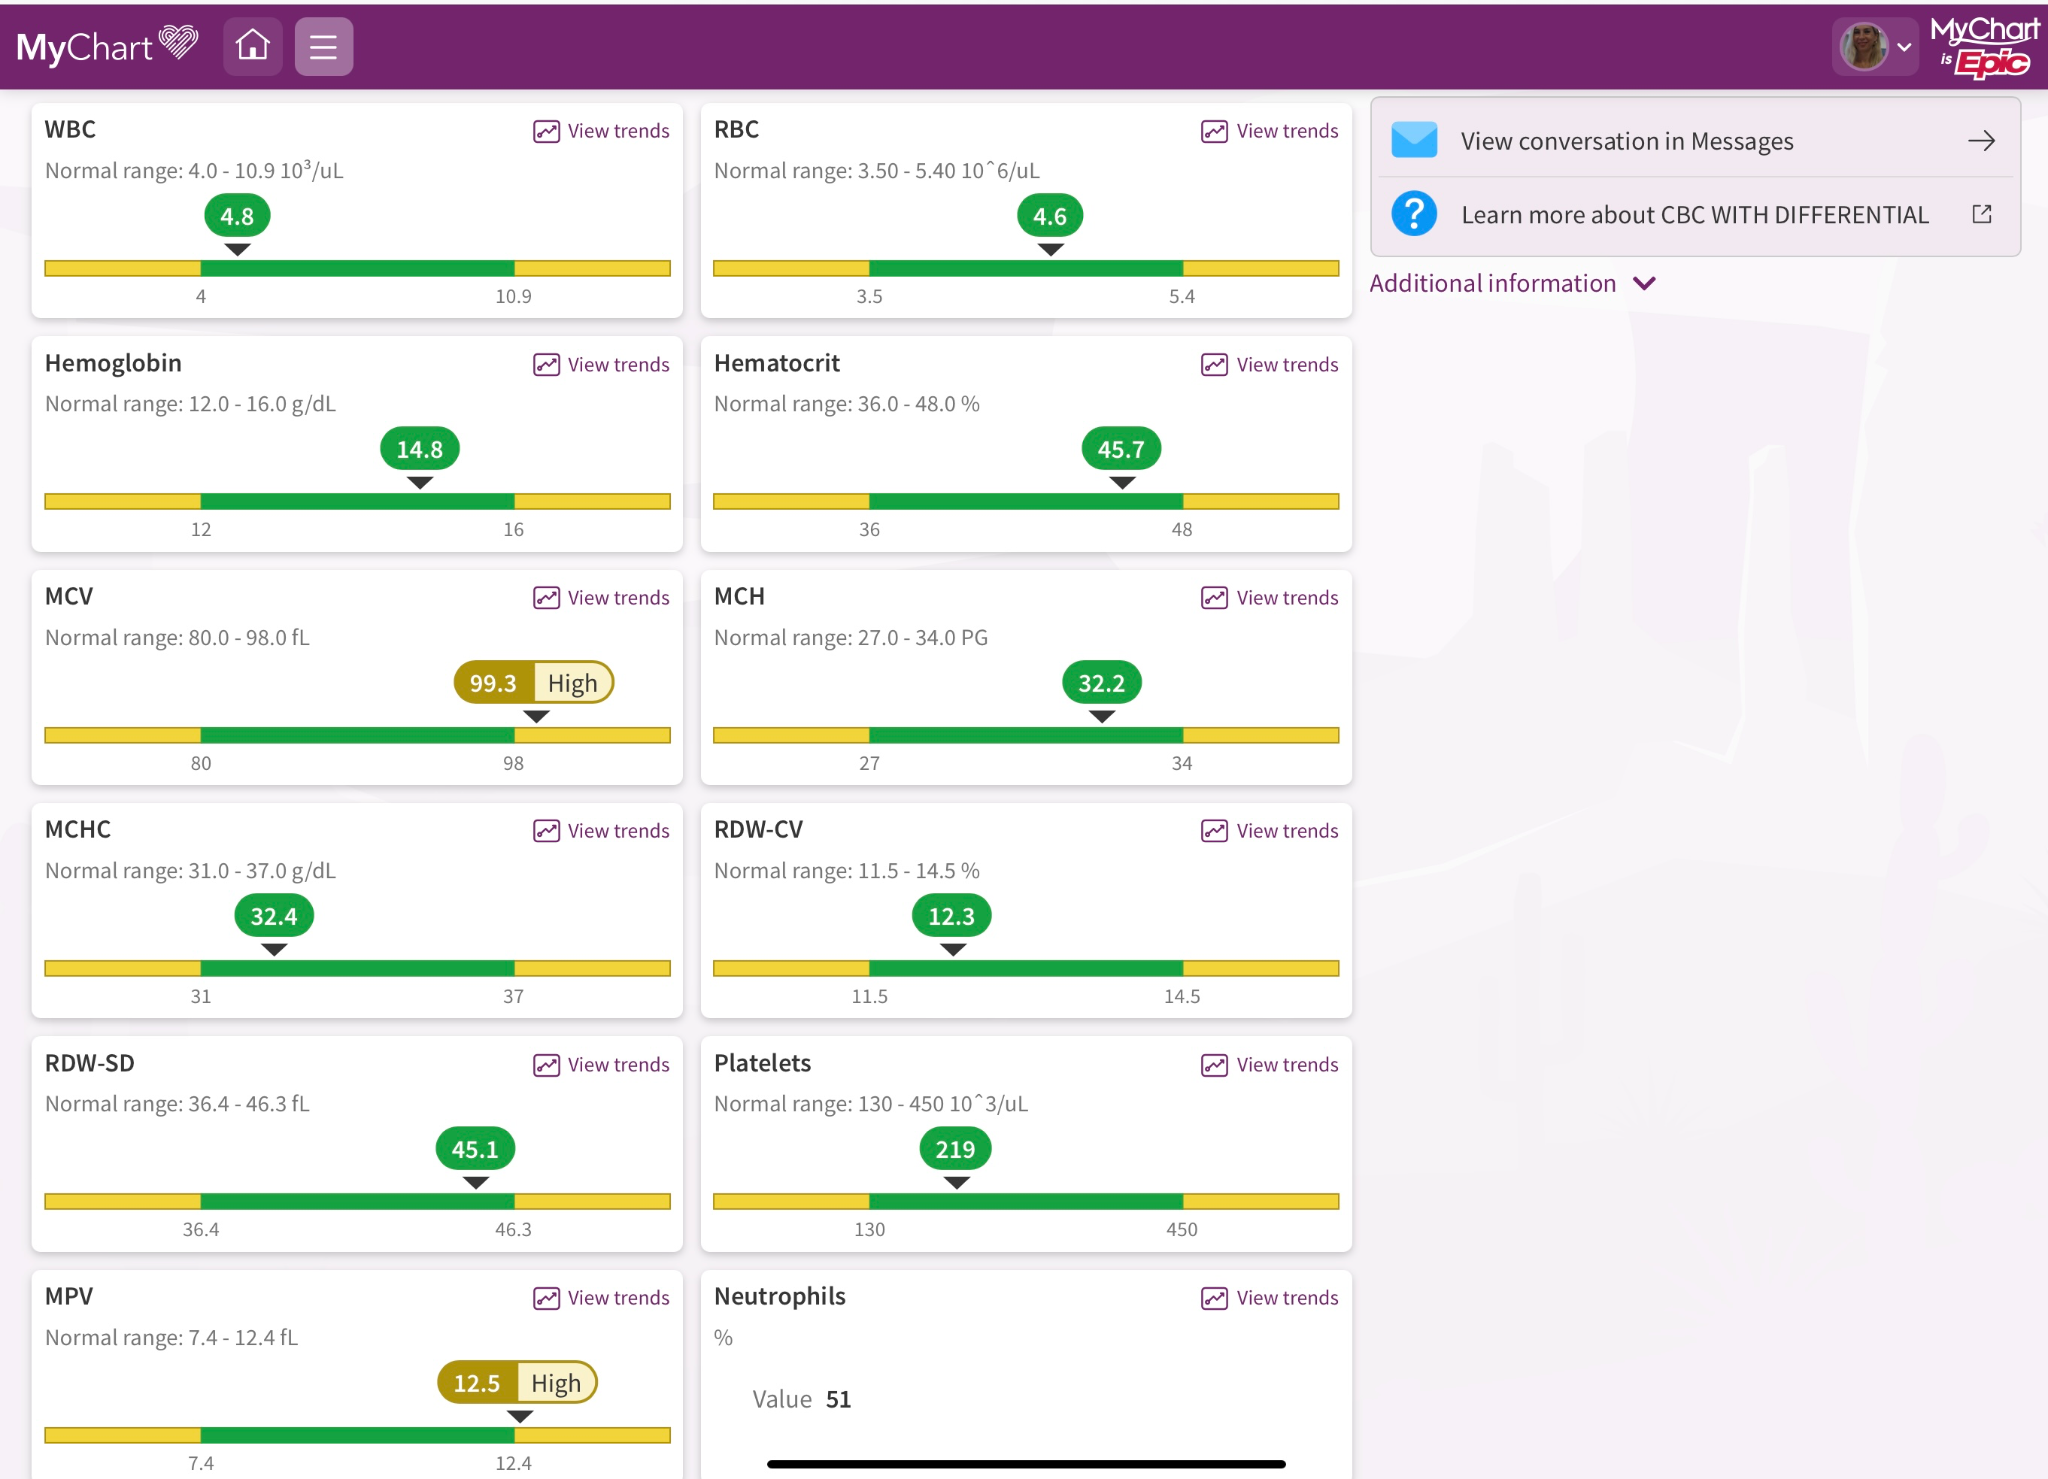 MyChart
MyChart
is Epic
WBC
View trends
Normal range: 4.0 - 10.9 10³/uL
4.8
4
10.9
RBC
View trends
Normal range: 3.50 - 5.40 10^6/uL
4.6
3.5
5.4
View conversation in Messages
Learn more about CBC WITH DIFFERENTIAL
Additional information
Hemoglobin
View trends
Normal range: 12.0 - 16.0 g/dL
14.8
12
16
Hematocrit
View trends
Normal range: 36.0 - 48.0 %
45.7
36
48
MCV
View trends
Normal range: 80.0 - 98.0 fL
99.3 High
80
98
MCH
View trends
Normal range: 27.0 - 34.0 PG
32.2
27
34
MCHC
View trends
Normal range: 31.0 - 37.0 g/dL
32.4
31
37
RDW-CV
View trends
Normal range: 11.5 - 14.5 %
12.3
11.5
14.5
RDW-SD
View trends
Normal range: 36.4 - 46.3 fL
45.1
36.4
46.3
Platelets
View trends
Normal range: 130 - 450 10^3/uL
219
130
450
MPV
View trends
Normal range: 7.4 - 12.4 fL
12.5 High
7.4
12.4
Neutrophils
View trends
%
Value 51